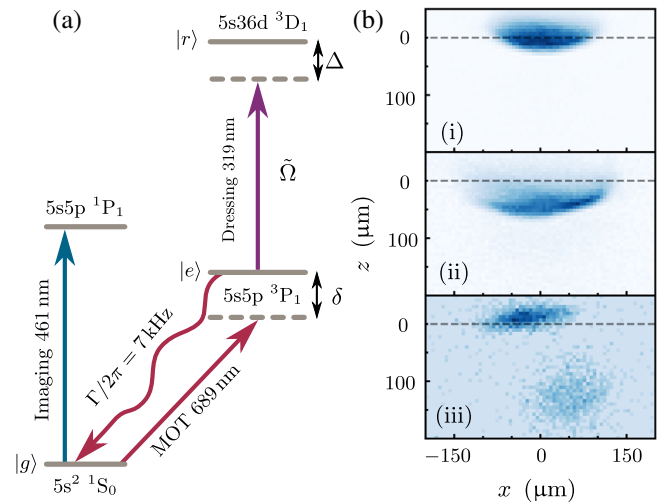 (a)
5s36d ³D₁
|r⟩
Δ
Dressing 319 nm
Ω̃
5s5p ¹P₁
|e⟩
5s5p ³P₁
δ
Imaging 461 nm
Γ/2π = 7 kHz
MOT 689 nm
|g⟩
5s² ¹S₀
(b)
0
100
(i)
0
100
(ii)
z (μm)
0
100
200
(iii)
−150
0
150
x (μm)